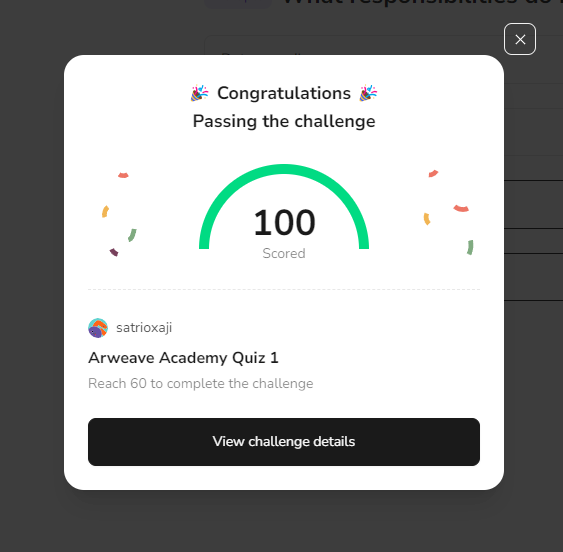 What responsibilities do
Congratulations
Passing the challenge
100
Scored
satrioxaji
Arweave Academy Quiz 1
Reach 60 to complete the challenge
View challenge details